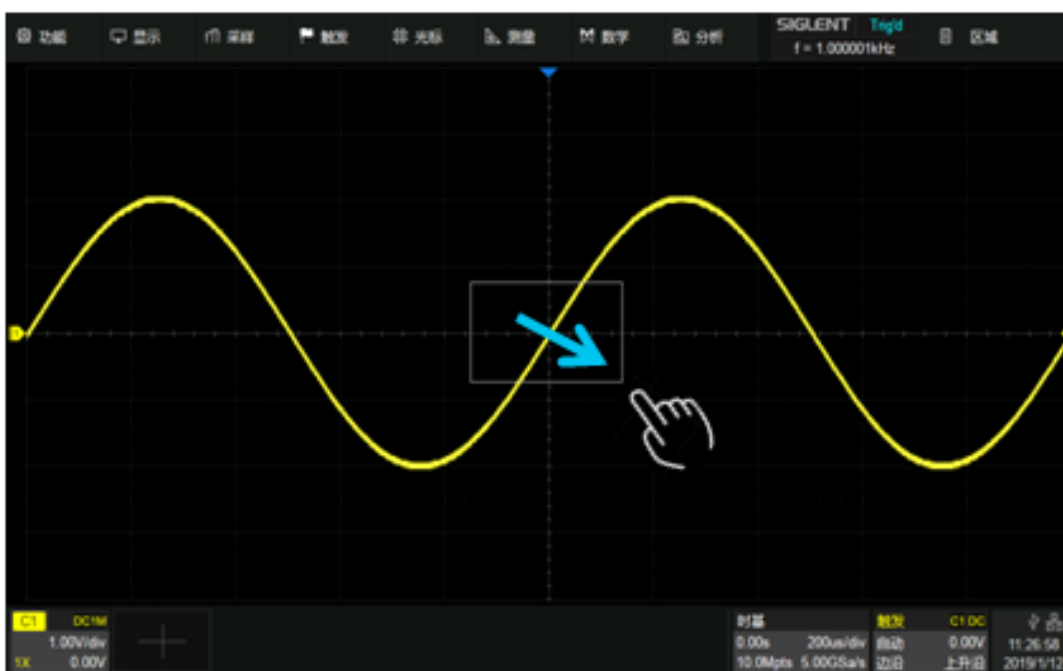 功能 显示 采样 触发 光标 测量 数学 分析 SIGLENT Trig'd 区域
f = 1.000001kHz
C1 DC1M
1.00V/div
1X 0.00V
时基
0.00s 200us/div
10.0Mpts 5.00GSa/s
触发 C1 DC
自动 0.00V
边沿 上升沿
11:26:58